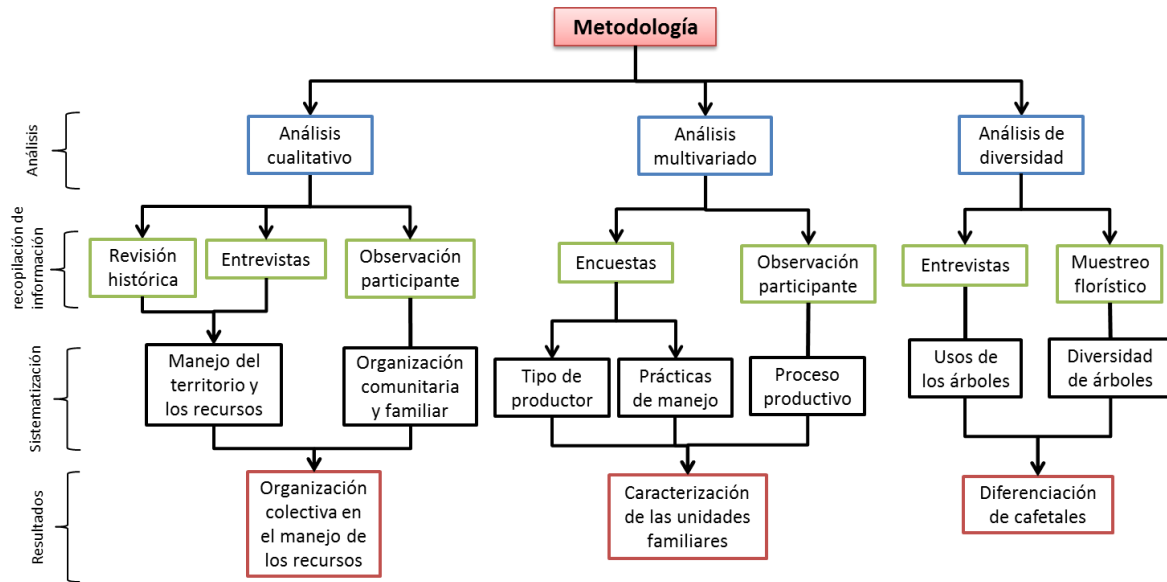 Metodología
Análisis
Análisis
cualitativo
Análisis
multivariado
Análisis de
diversidad
recopilación de
información
Revisión
histórica
Entrevistas
Observación
participante
Encuestas
Observación
participante
Entrevistas
Muestreo
florístico
Sistematización
Manejo del
territorio y
los recursos
Organización
comunitaria
y familiar
Tipo de
productor
Prácticas
de manejo
Proceso
productivo
Usos de
los árboles
Diversidad
de árboles
Resultados
Organización
colectiva en
el manejo de
los recursos
Caracterización
de las unidades
familiares
Diferenciación
de cafetales